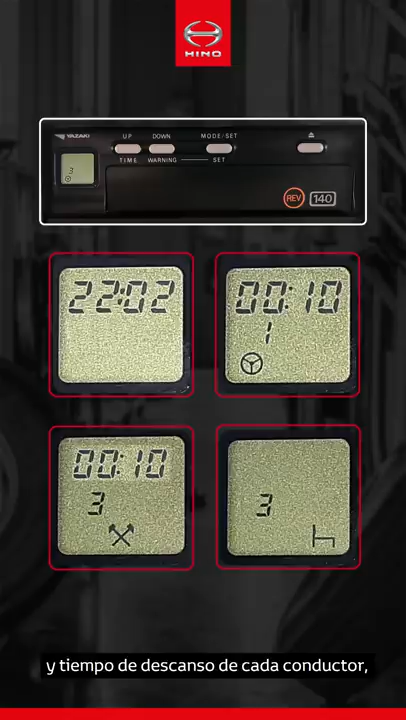 HINO
YAZAKI
UP DOWN MODE/SET
TIME WARNING SET
3
REV 140
22:02
00:10
1
00:10
3
3
y tiempo de descanso de cada conductor,